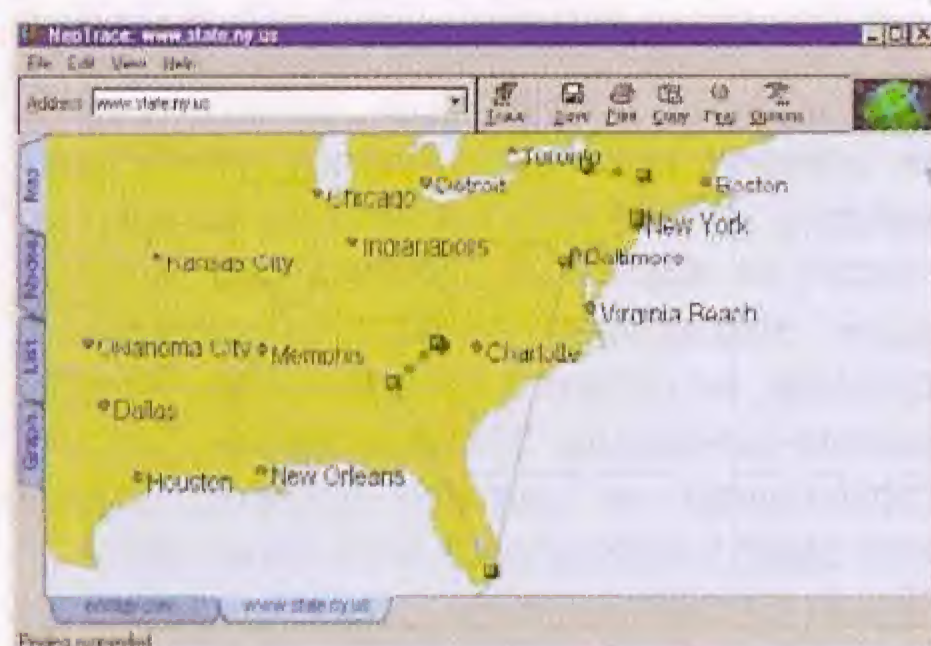 NeoTrace: www.state.ny.us
File Edit View Help
Address www.state.ny.us
Trace Save Print Copy Options
Map
Nodes
List
Graph
Toronto
Chicago
Detroit
Boston
New York
Indianapolis
Kansas City
Baltimore
Virginia Beach
Oklahoma City
Memphis
Charlotte
Dallas
Houston
New Orleans
www.state.ny.us